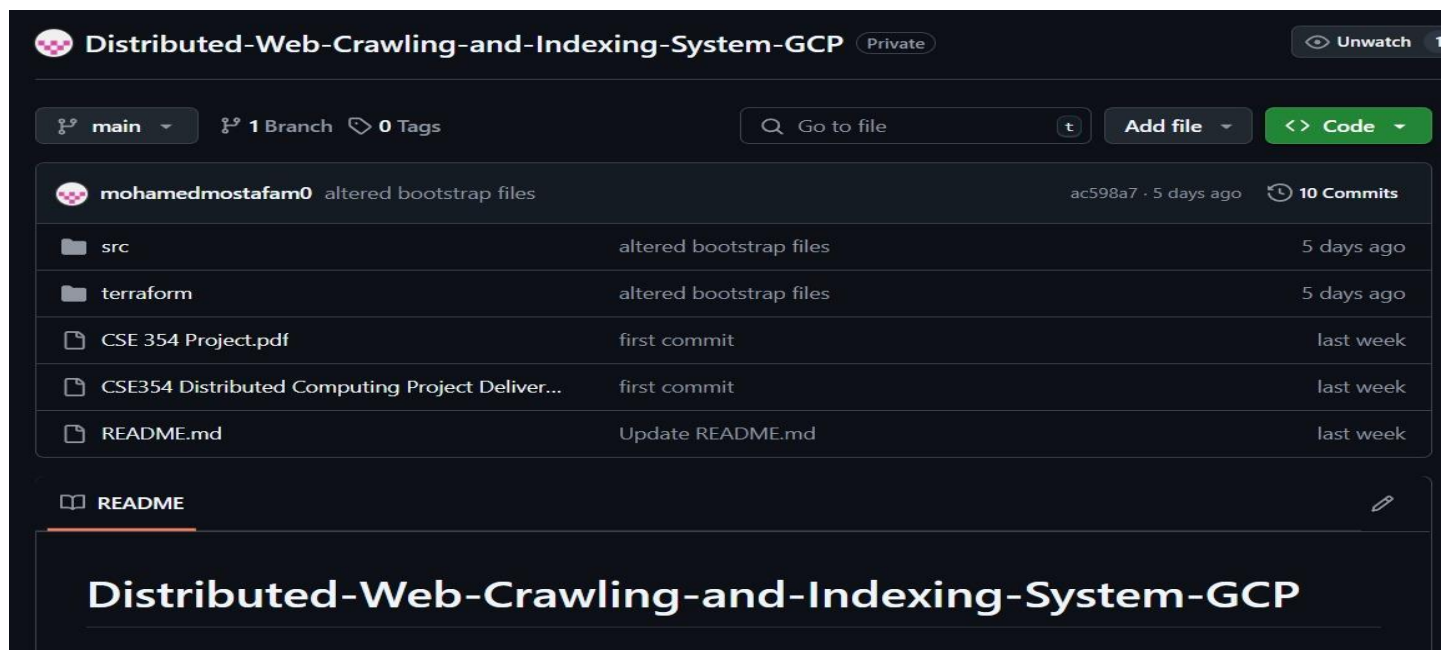 Distributed-Web-Crawling-and-Indexing-System-GCP Private Unwatch 1
main 1 Branch 0 Tags Go to file t Add file <> Code
mohamedmostafam0 altered bootstrap files ac598a7 · 5 days ago 10 Commits
src altered bootstrap files 5 days ago
terraform altered bootstrap files 5 days ago
CSE 354 Project.pdf first commit last week
CSE354 Distributed Computing Project Deliver... first commit last week
README.md Update README.md last week
README
Distributed-Web-Crawling-and-Indexing-System-GCP